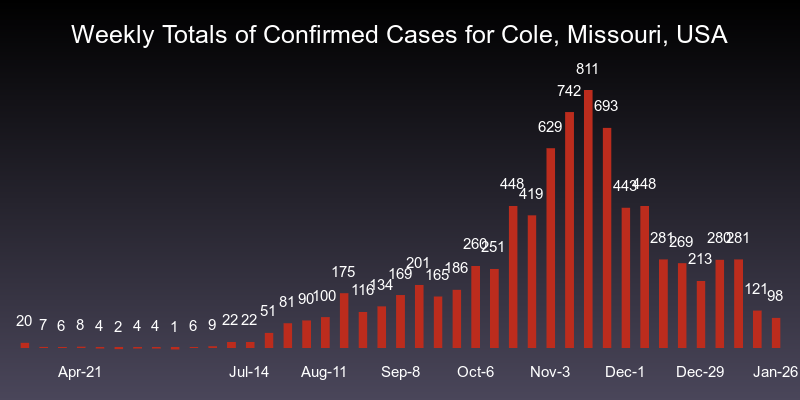 Weekly Totals of Confirmed Cases for Cole, Missouri, USA
20 7 6 8 4 2 4 4 1 6 9 22 22 51 81 90 100 175 116 134 169 201 165 186 260 251 448 419 629 742 811 693 443 448 281 269 213 280 281 121 98
Apr-21 Jul-14 Aug-11 Sep-8 Oct-6 Nov-3 Dec-1 Dec-29 Jan-26